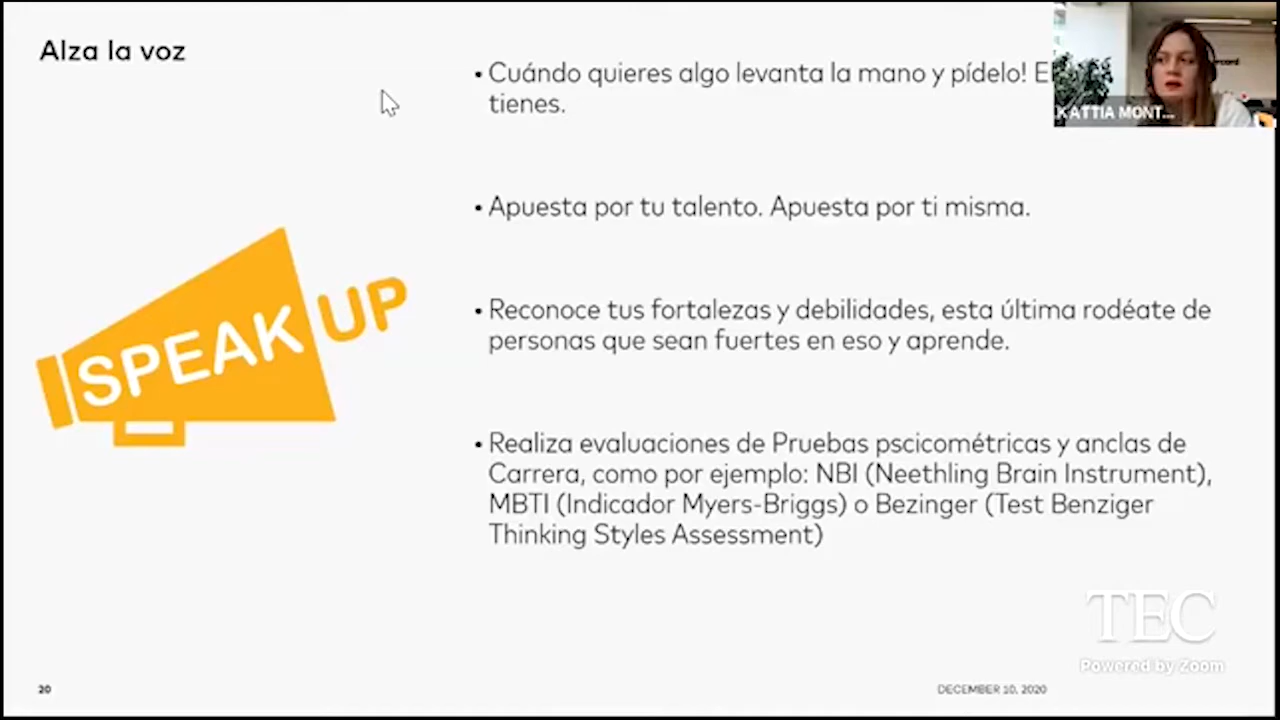 Alza la voz
• Cuándo quieres algo levanta la mano y pídelo! El
tienes.
• Apuesta por tu talento. Apuesta por ti misma.
• Reconoce tus fortalezas y debilidades, esta última rodéate de
personas que sean fuertes en eso y aprende.
• Realiza evaluaciones de Pruebas pscicométricas y anclas de
Carrera, como por ejemplo: NBI (Neethling Brain Instrument),
MBTI (Indicador Myers-Briggs) o Bezinger (Test Benziger
Thinking Styles Assessment)
SPEAK UP
KATTIA MONT...
TEC
Powered by Zoom
20
DECEMBER 10, 2020